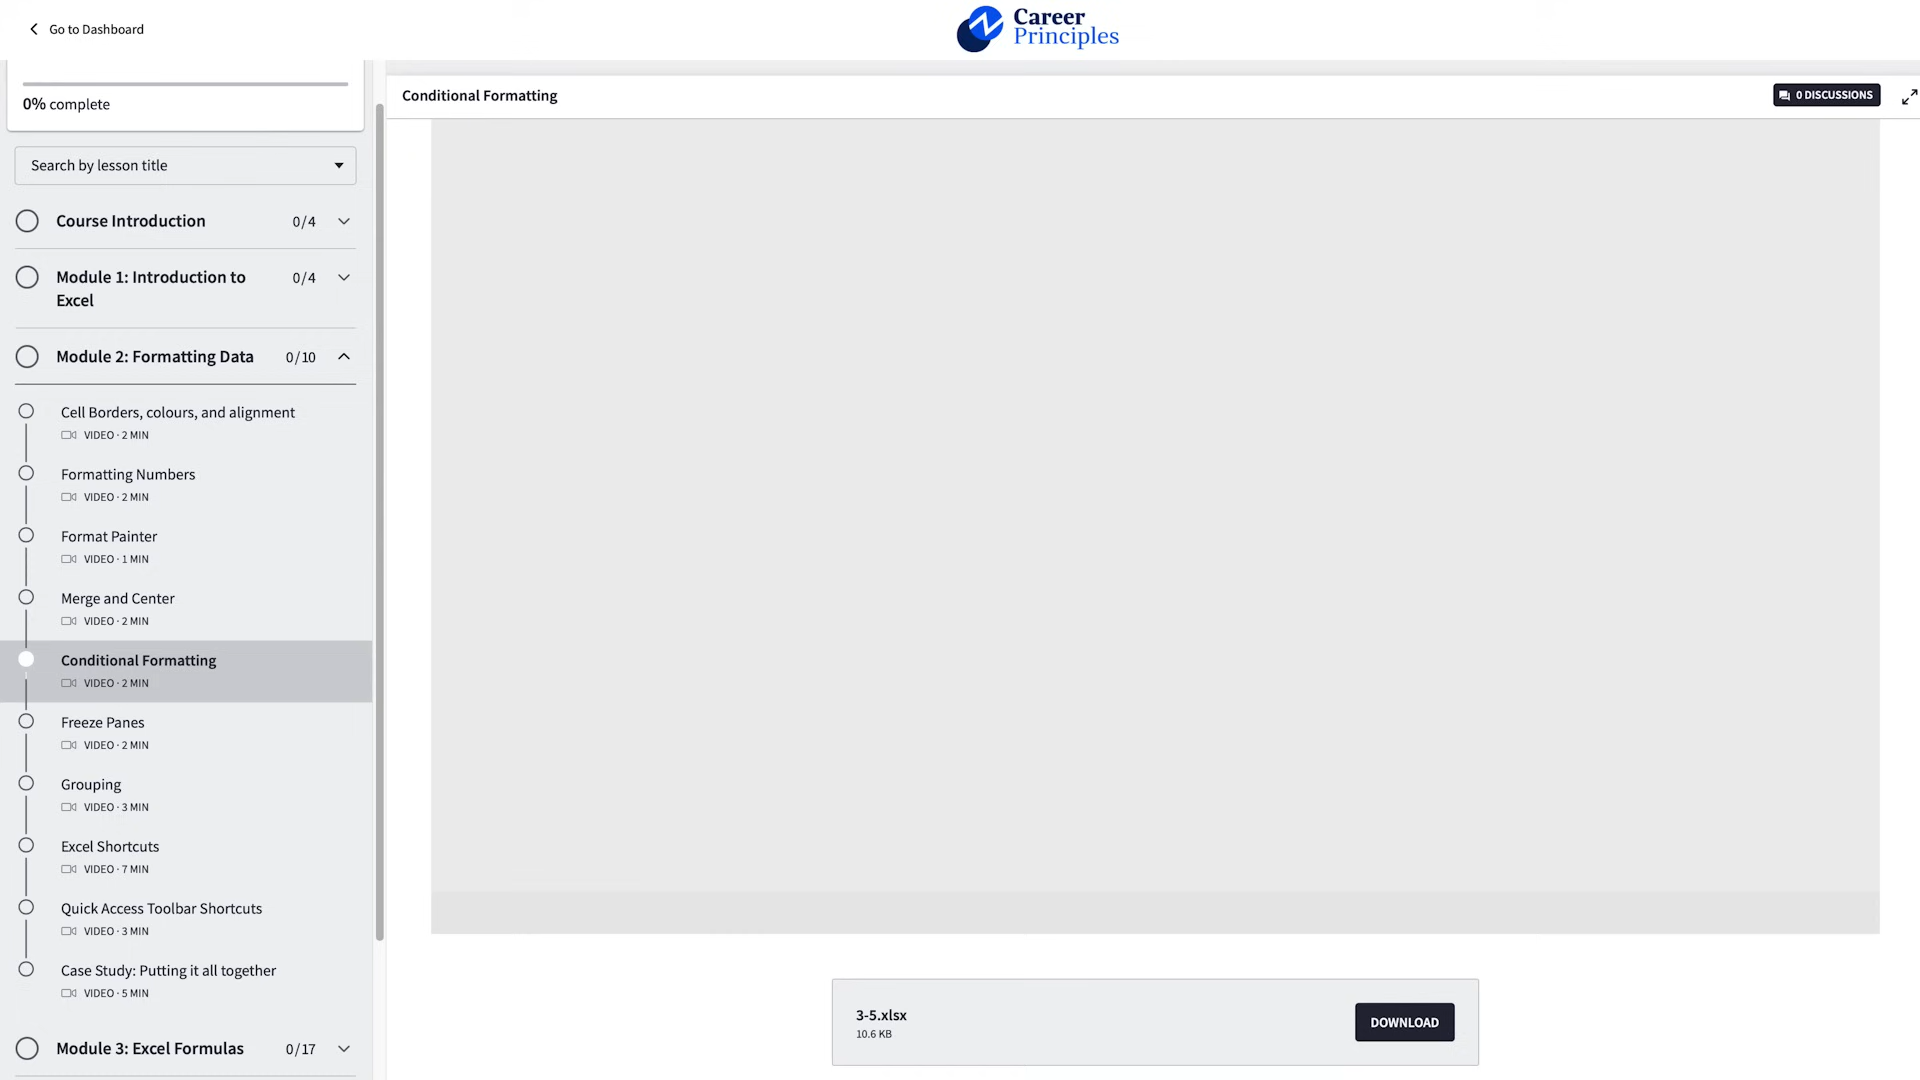 Go to Dashboard
Career
Principles
0% complete
Search by lesson title
Course Introduction 0/4
Module 1: Introduction to 0/4
Excel
Module 2: Formatting Data 0/10
Cell Borders, colours, and alignment
VIDEO · 2 MIN
Formatting Numbers
VIDEO · 2 MIN
Format Painter
VIDEO · 1 MIN
Merge and Center
VIDEO · 2 MIN
Conditional Formatting
VIDEO · 2 MIN
Freeze Panes
VIDEO · 2 MIN
Grouping
VIDEO · 3 MIN
Excel Shortcuts
VIDEO · 7 MIN
Quick Access Toolbar Shortcuts
VIDEO · 3 MIN
Case Study: Putting it all together
VIDEO · 5 MIN
Module 3: Excel Formulas 0/17
Conditional Formatting
0 DISCUSSIONS
3-5.xlsx
10.6 KB
DOWNLOAD